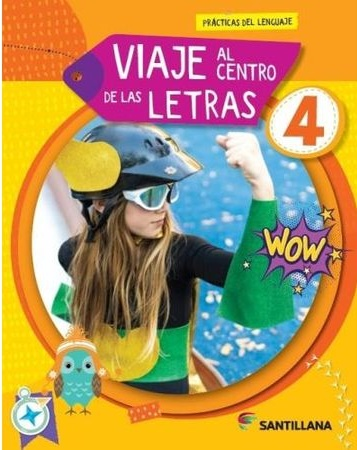 PRÁCTICAS DEL LENGUAJE
VIAJE AL CENTRO
DE LAS LETRAS
4
WOW
SANTILLANA